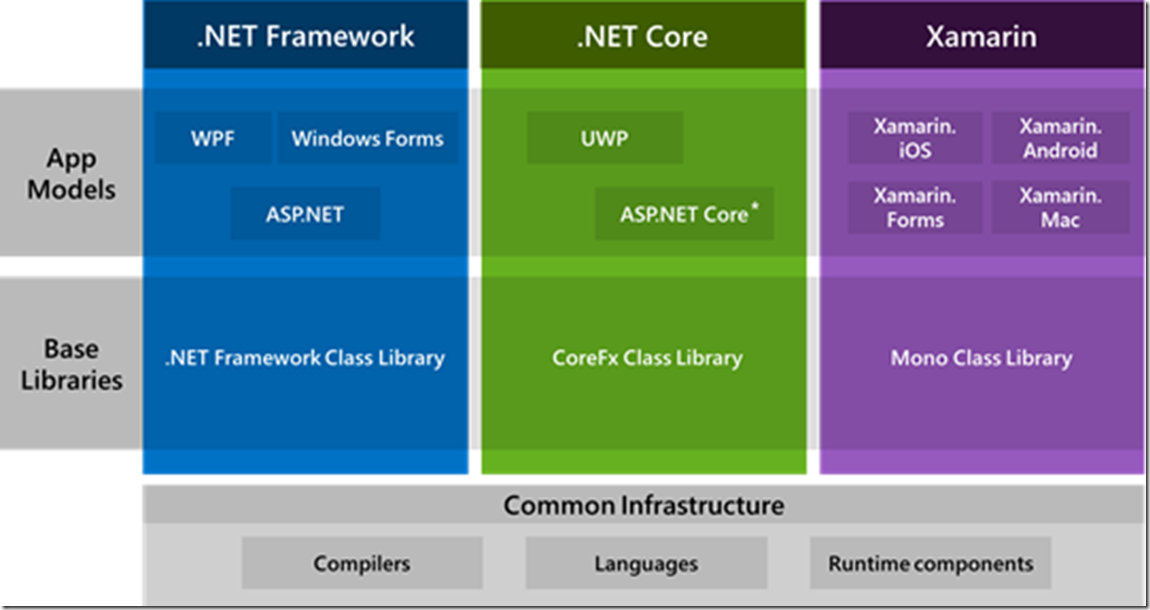 .NET Framework
.NET Core
Xamarin
App
Models
WPF
Windows Forms
ASP.NET
UWP
ASP.NET Core*
Xamarin.
iOS
Xamarin.
Android
Xamarin.
Forms
Xamarin.
Mac
Base
Libraries
.NET Framework Class Library
CoreFx Class Library
Mono Class Library
Common Infrastructure
Compilers
Languages
Runtime components